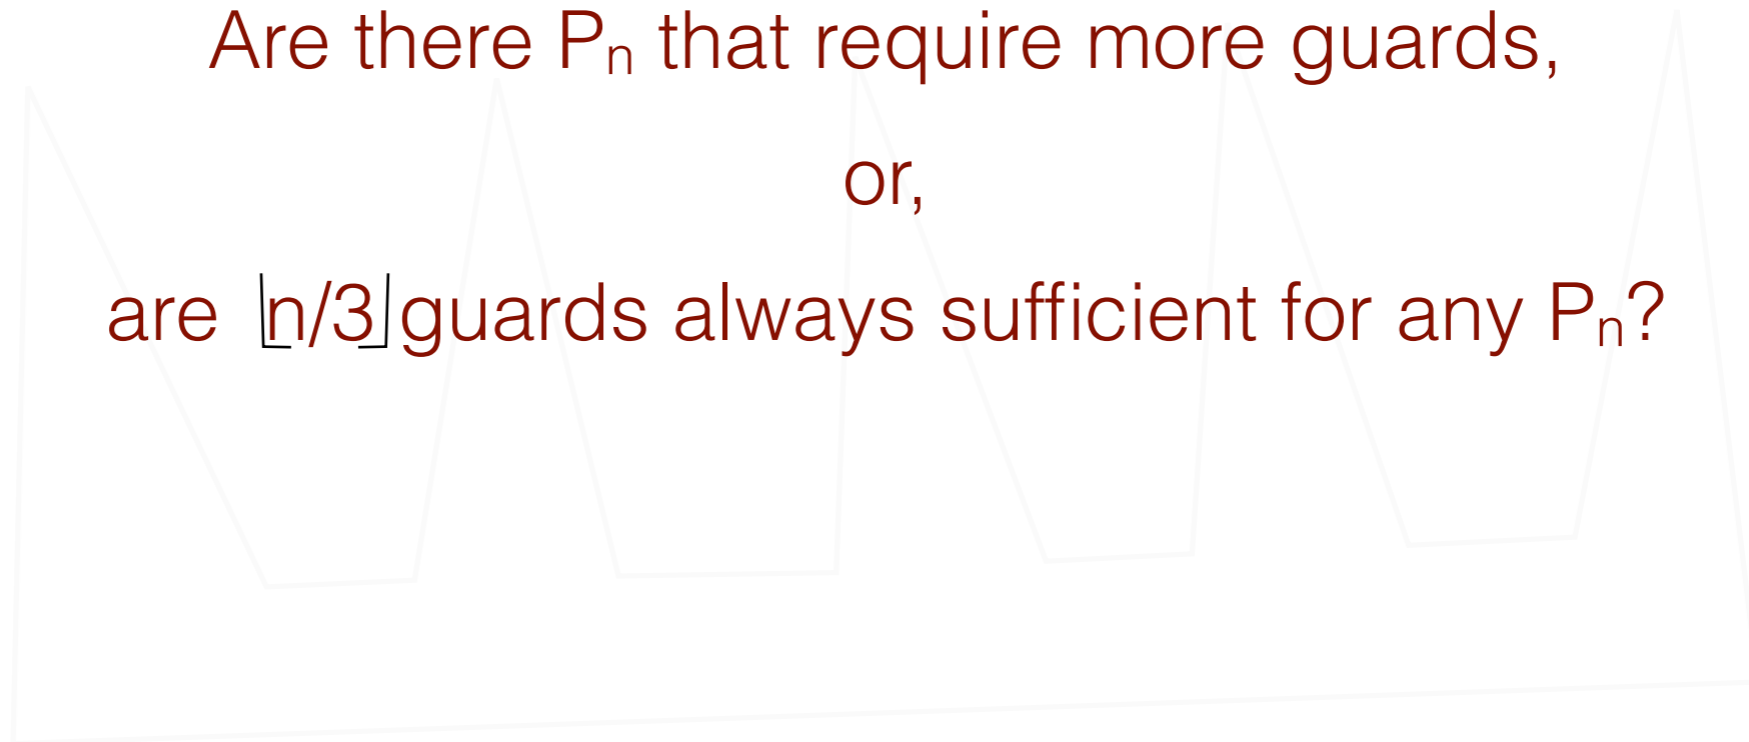 Are there Pₙ that require more guards,
or,
are ⌊n/3⌋ guards always sufficient for any Pₙ?